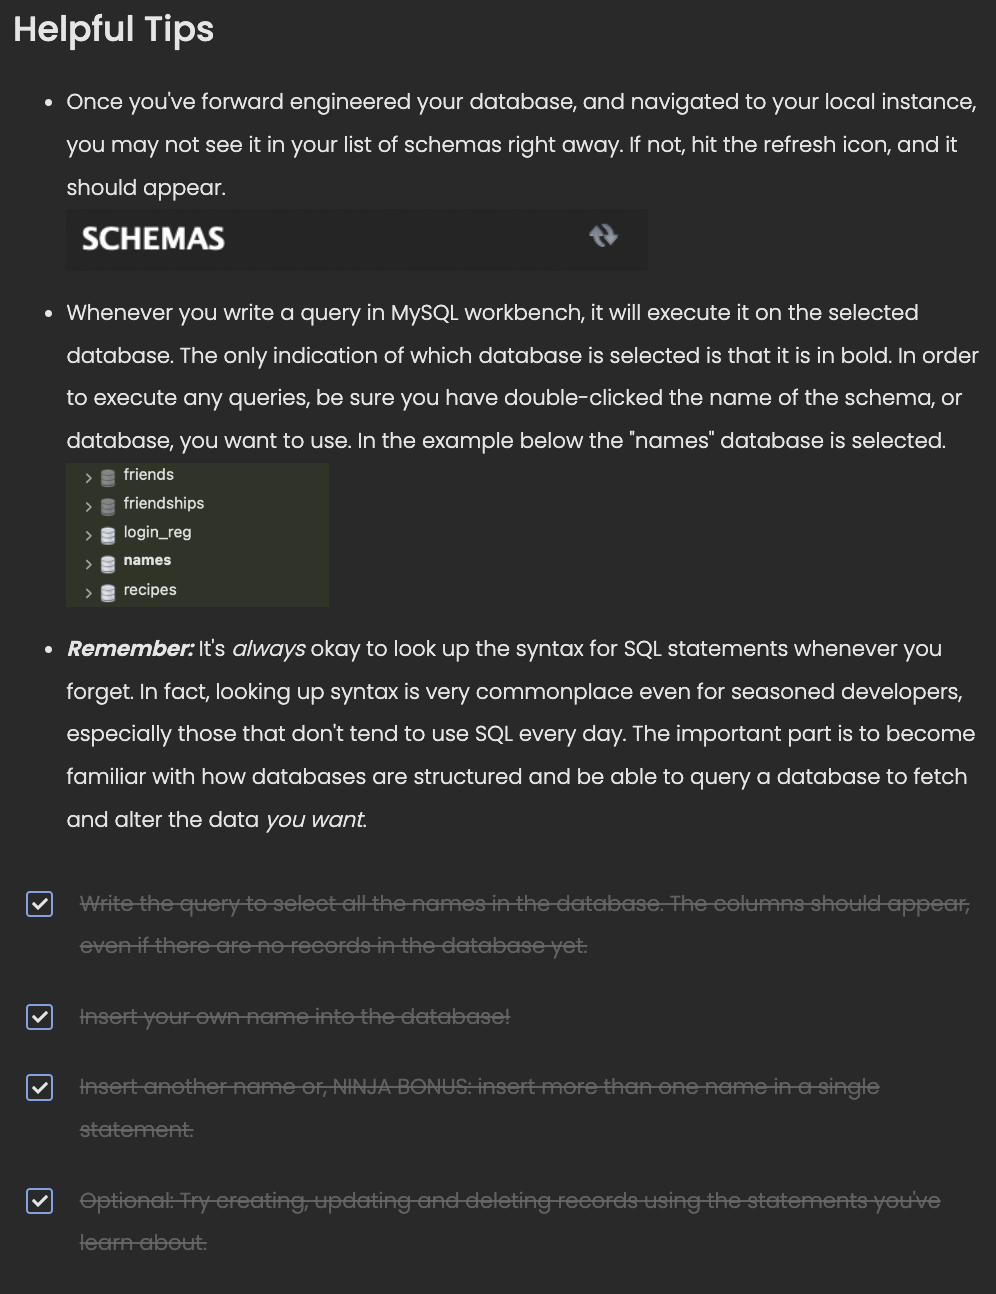 Helpful Tips
Once you've forward engineered your database, and navigated to your local instance,
you may not see it in your list of schemas right away. If not, hit the refresh icon, and it
should appear.
SCHEMAS
Whenever you write a query in MySQL workbench, it will execute it on the selected
database. The only indication of which database is selected is that it is in bold. In order
to execute any queries, be sure you have double-clicked the name of the schema, or
database, you want to use. In the example below the "names" database is selected.
friends
friendships
login_reg
names
recipes
Remember: It's always okay to look up the syntax for SQL statements whenever you
forget. In fact, looking up syntax is very commonplace even for seasoned developers,
especially those that don't tend to use SQL every day. The important part is to become
familiar with how databases are structured and be able to query a database to fetch
and alter the data you want.
Write the query to select all the names in the database. The columns should appear,
even if there are no records in the database yet.
Insert your own name into the database!
Insert another name or, NINJA BONUS: insert more than one name in a single
statement.
Optional: Try creating, updating and deleting records using the statements you've
learn about.